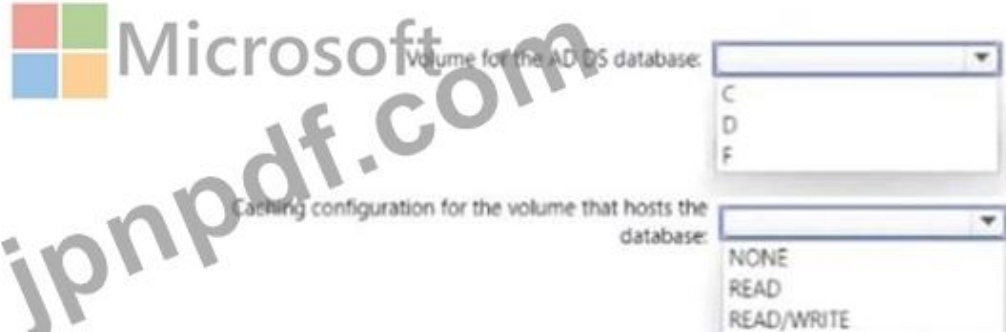 Microsoft
jpnpdf.com
Volume for the AD DS database:
C
D
F
Caching configuration for the volume that hosts the
database:
NONE
READ
READ/WRITE